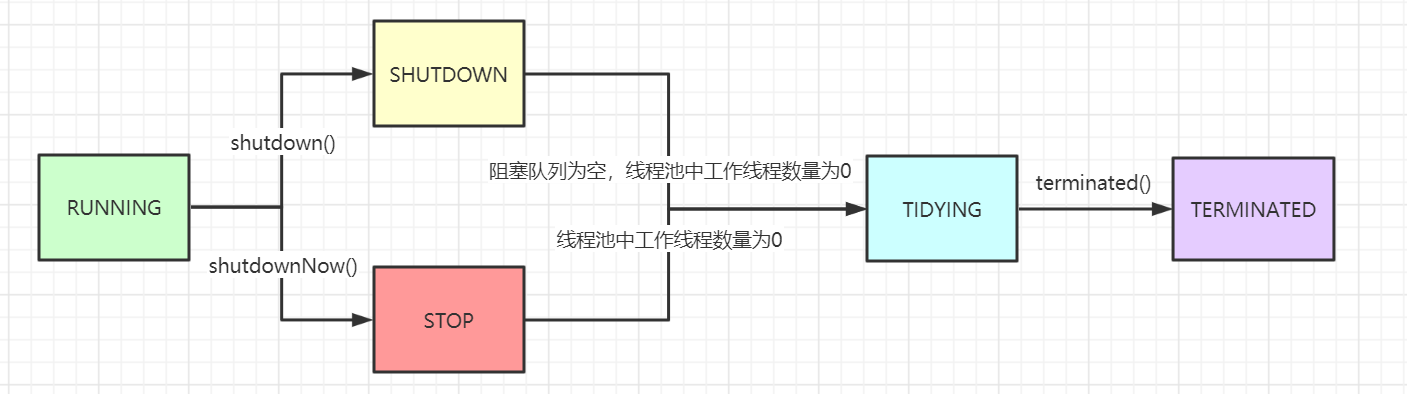 SHUTDOWN
shutdown()
阻塞队列为空，线程池中工作线程数量为0
terminated()
RUNNING
TIDYING
TERMINATED
线程池中工作线程数量为0
shutdownNow()
STOP